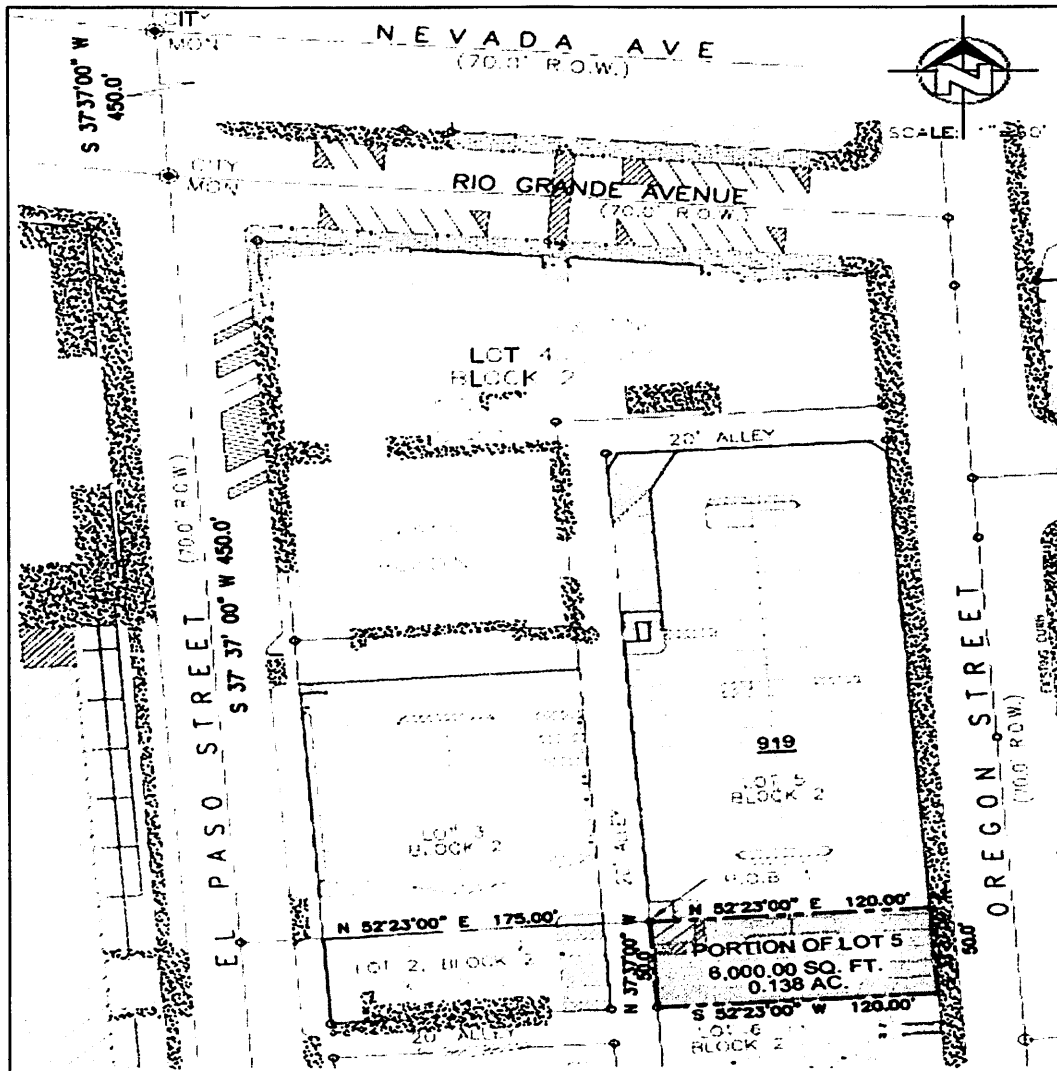 CITY
MON
NEVADA AVE
(70.0' R.O.W.)
S 37°37'00" W
450.0'
CITY
MON
RIO GRANDE AVENUE
(70.0' R.O.W.)
LOT 4
BLOCK 2
20' ALLEY
EL PASO STREET
(70.0' ROW)
S 37° 37' 00" W 450.0'
919
LOT 5
BLOCK 2
OREGON STREET
(70.0' ROW)
LOT 3
BLOCK 2
20' ALLEY
P.O.B.
N 52°23'00" E 175.00'
N 52°23'00" E 120.00'
N 37°37'00" W
50.0'
PORTION OF LOT 5
6,000.00 SQ. FT.
0.138 AC.
50.0'
LOT 2, BLOCK 2
S 52°23'00" W 120.00'
20' ALLEY
LOT 6
BLOCK 2